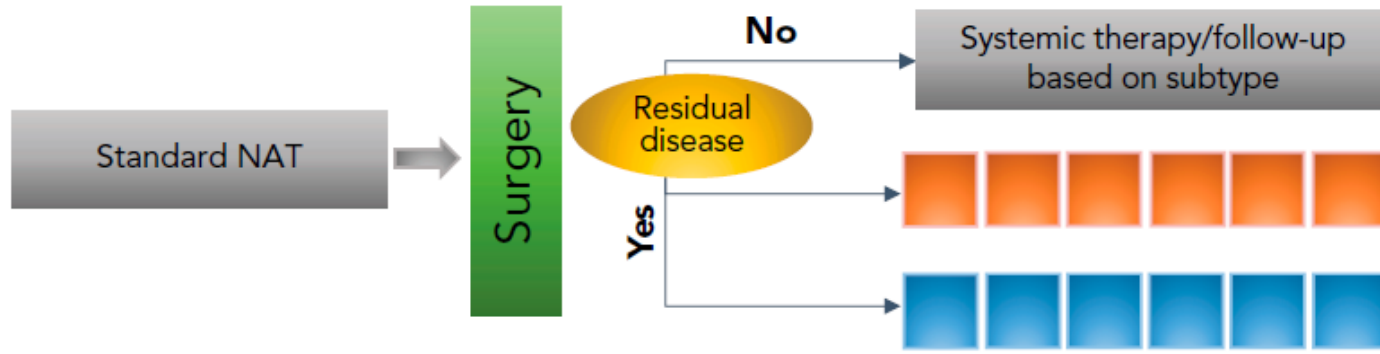 Standard NAT
Surgery
Residual
disease
No
Yes
Systemic therapy/follow-up
based on subtype